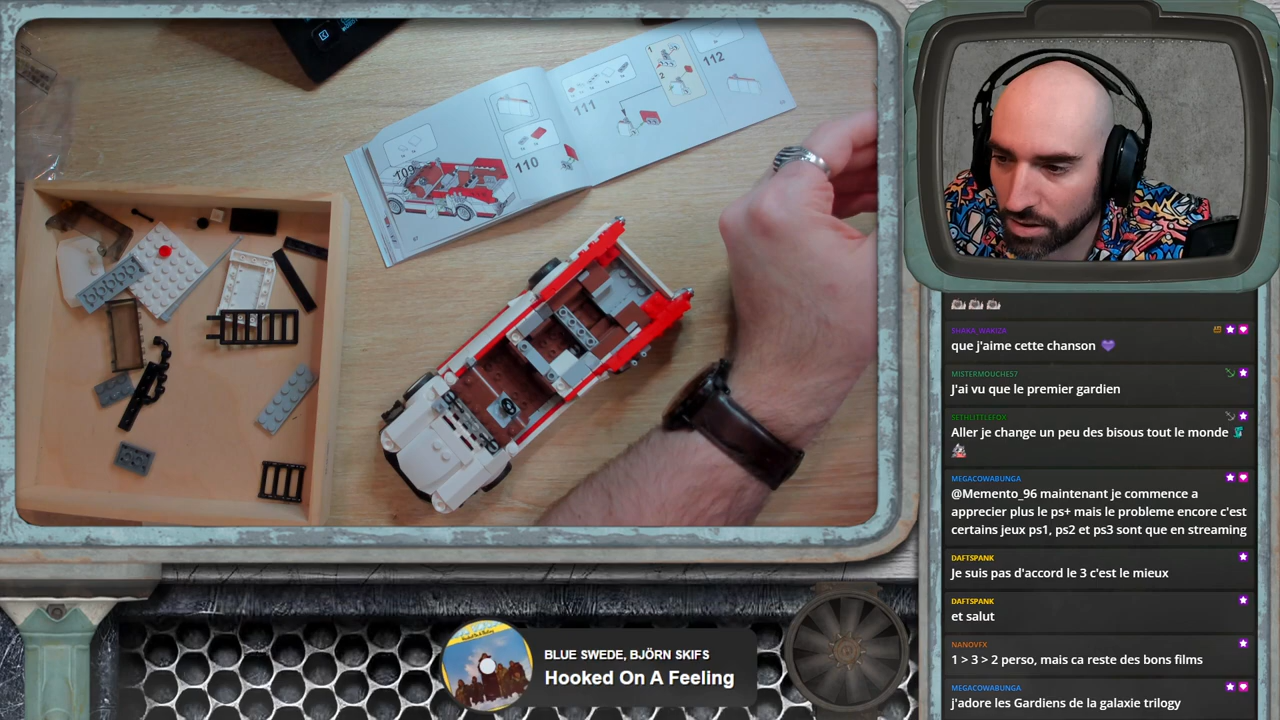 109
110
111
1
2
112
SHAKA_WAKIZA
que j'aime cette chanson
MISTERMOUCHES7
J'ai vu que le premier gardien
SETHLITTLEFOX
Aller je change un peu des bisous tout le monde
MEGACOWABUNGA
@Memento_96 maintenant je commence a
apprecier plus le ps+ mais le probleme encore c'est
certains jeux ps1, ps2 et ps3 sont que en streaming
DAFTSPANK
Je suis pas d'accord le 3 c'est le mieux
DAFTSPANK
et salut
NANOVFX
1 > 3 > 2 perso, mais ca reste des bons films
MEGACOWABUNGA
j'adore les Gardiens de la galaxie trilogy
BLUE SWEDE, BJÖRN SKIFS
Hooked On A Feeling